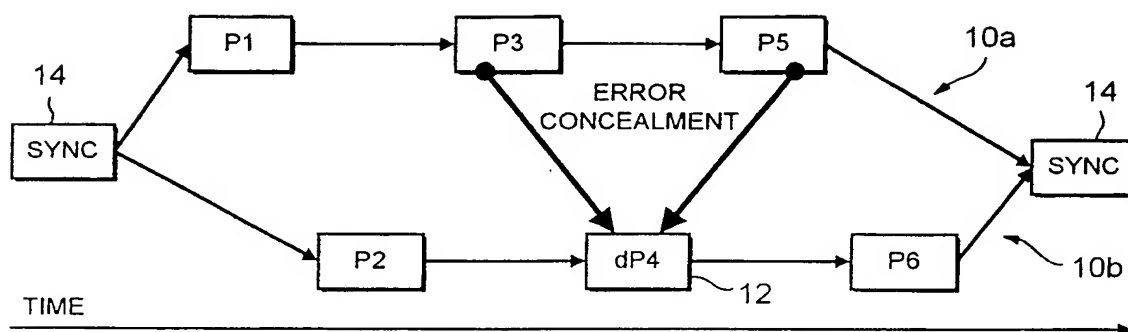 P1
P3
P5
10a
14
14
ERROR
CONCEALMENT
SYNC
SYNC
P2
dP4
P6
12
10b
TIME